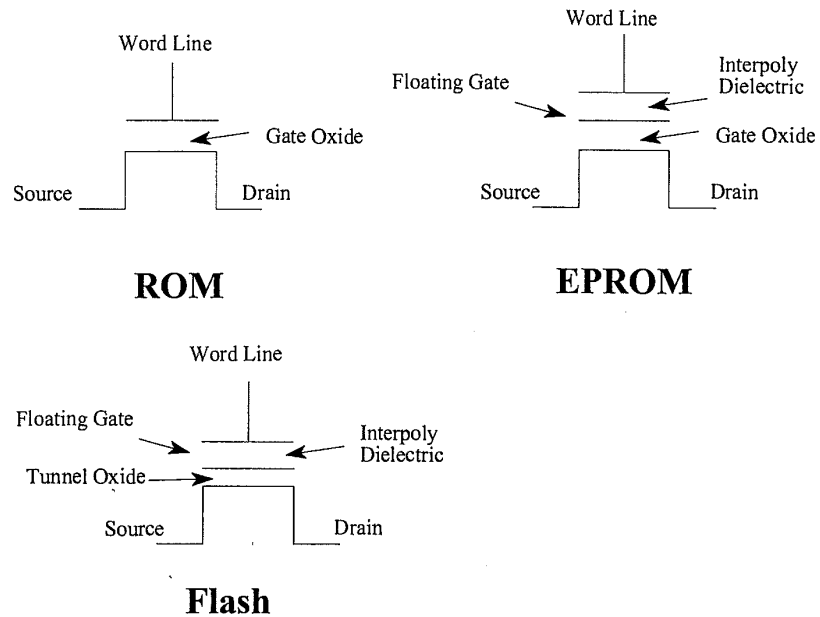 Word Line
Gate Oxide
Source
Drain
ROM
Word Line
Floating Gate
Interpoly
Dielectric
Gate Oxide
Source
Drain
EPROM
Word Line
Floating Gate
Interpoly
Dielectric
Tunnel Oxide
Source
Drain
Flash